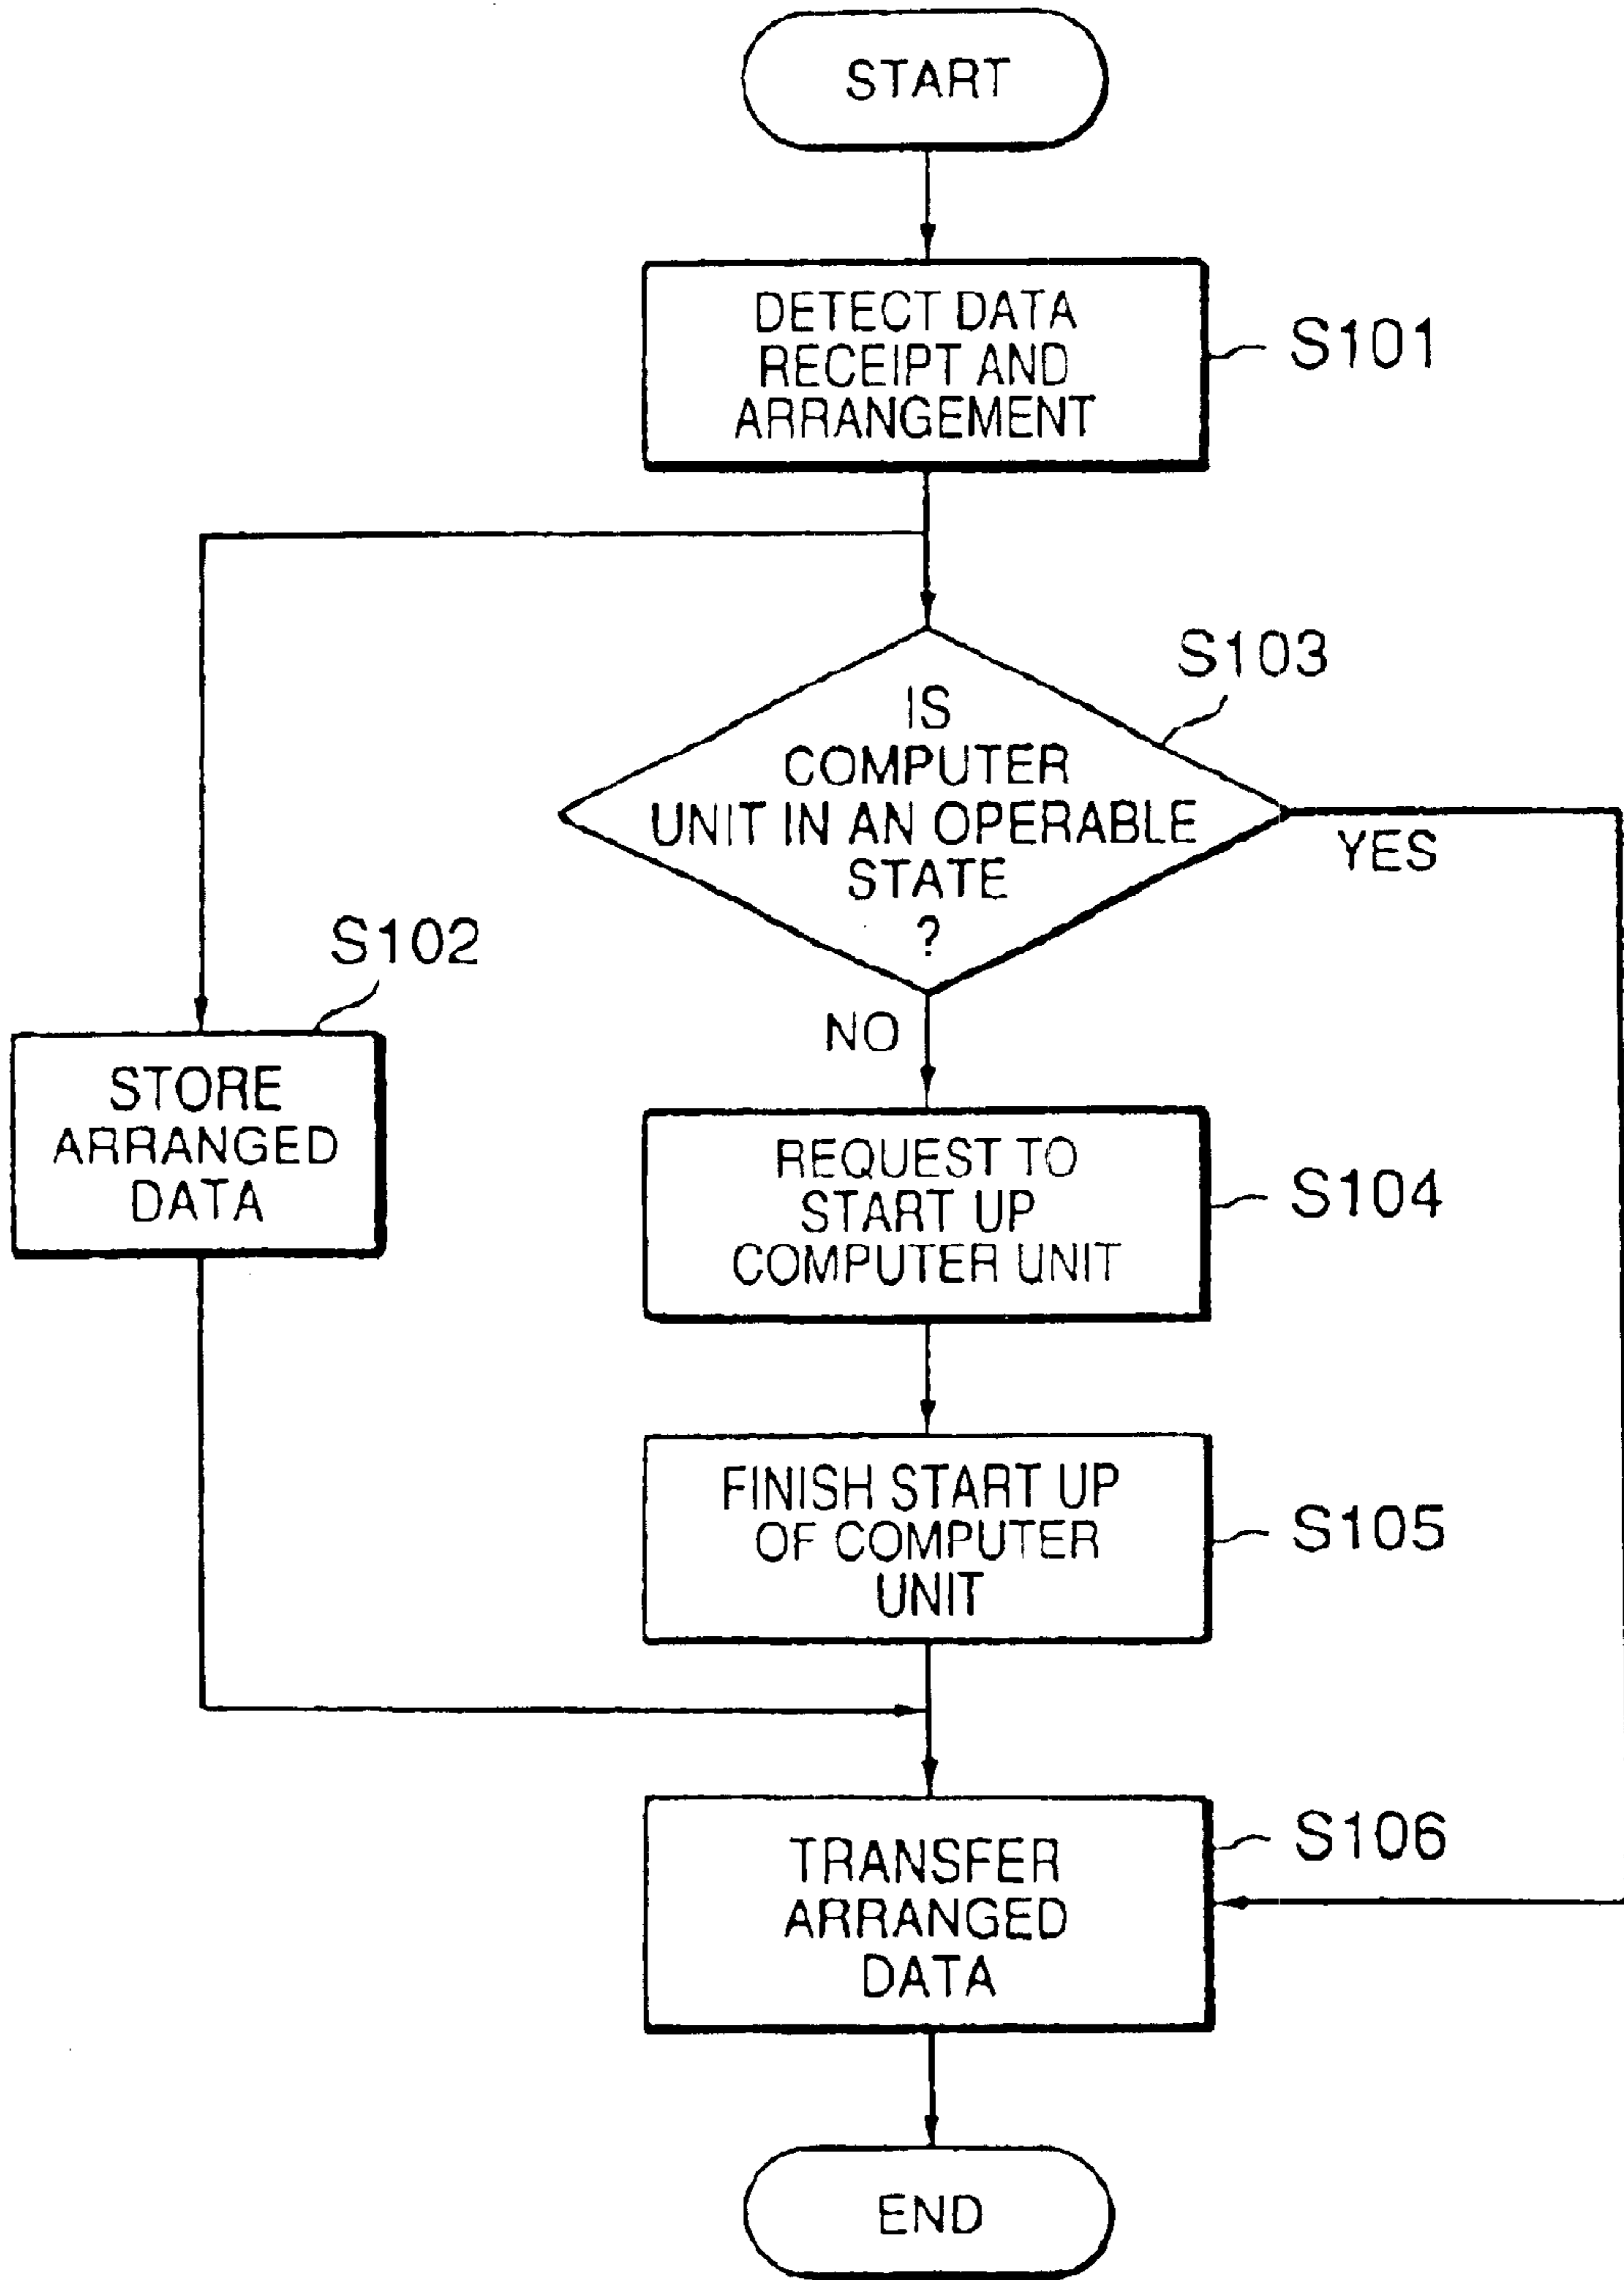 START
DETECT DATA
RECEIPT AND
ARRANGEMENT
S101
S103
IS
COMPUTER
UNIT IN AN OPERABLE
STATE
?
YES
NO
S102
STORE
ARRANGED
DATA
REQUEST TO
START UP
COMPUTER UNIT
S104
FINISH START UP
OF COMPUTER
UNIT
S105
TRANSFER
ARRANGED
DATA
S106
END